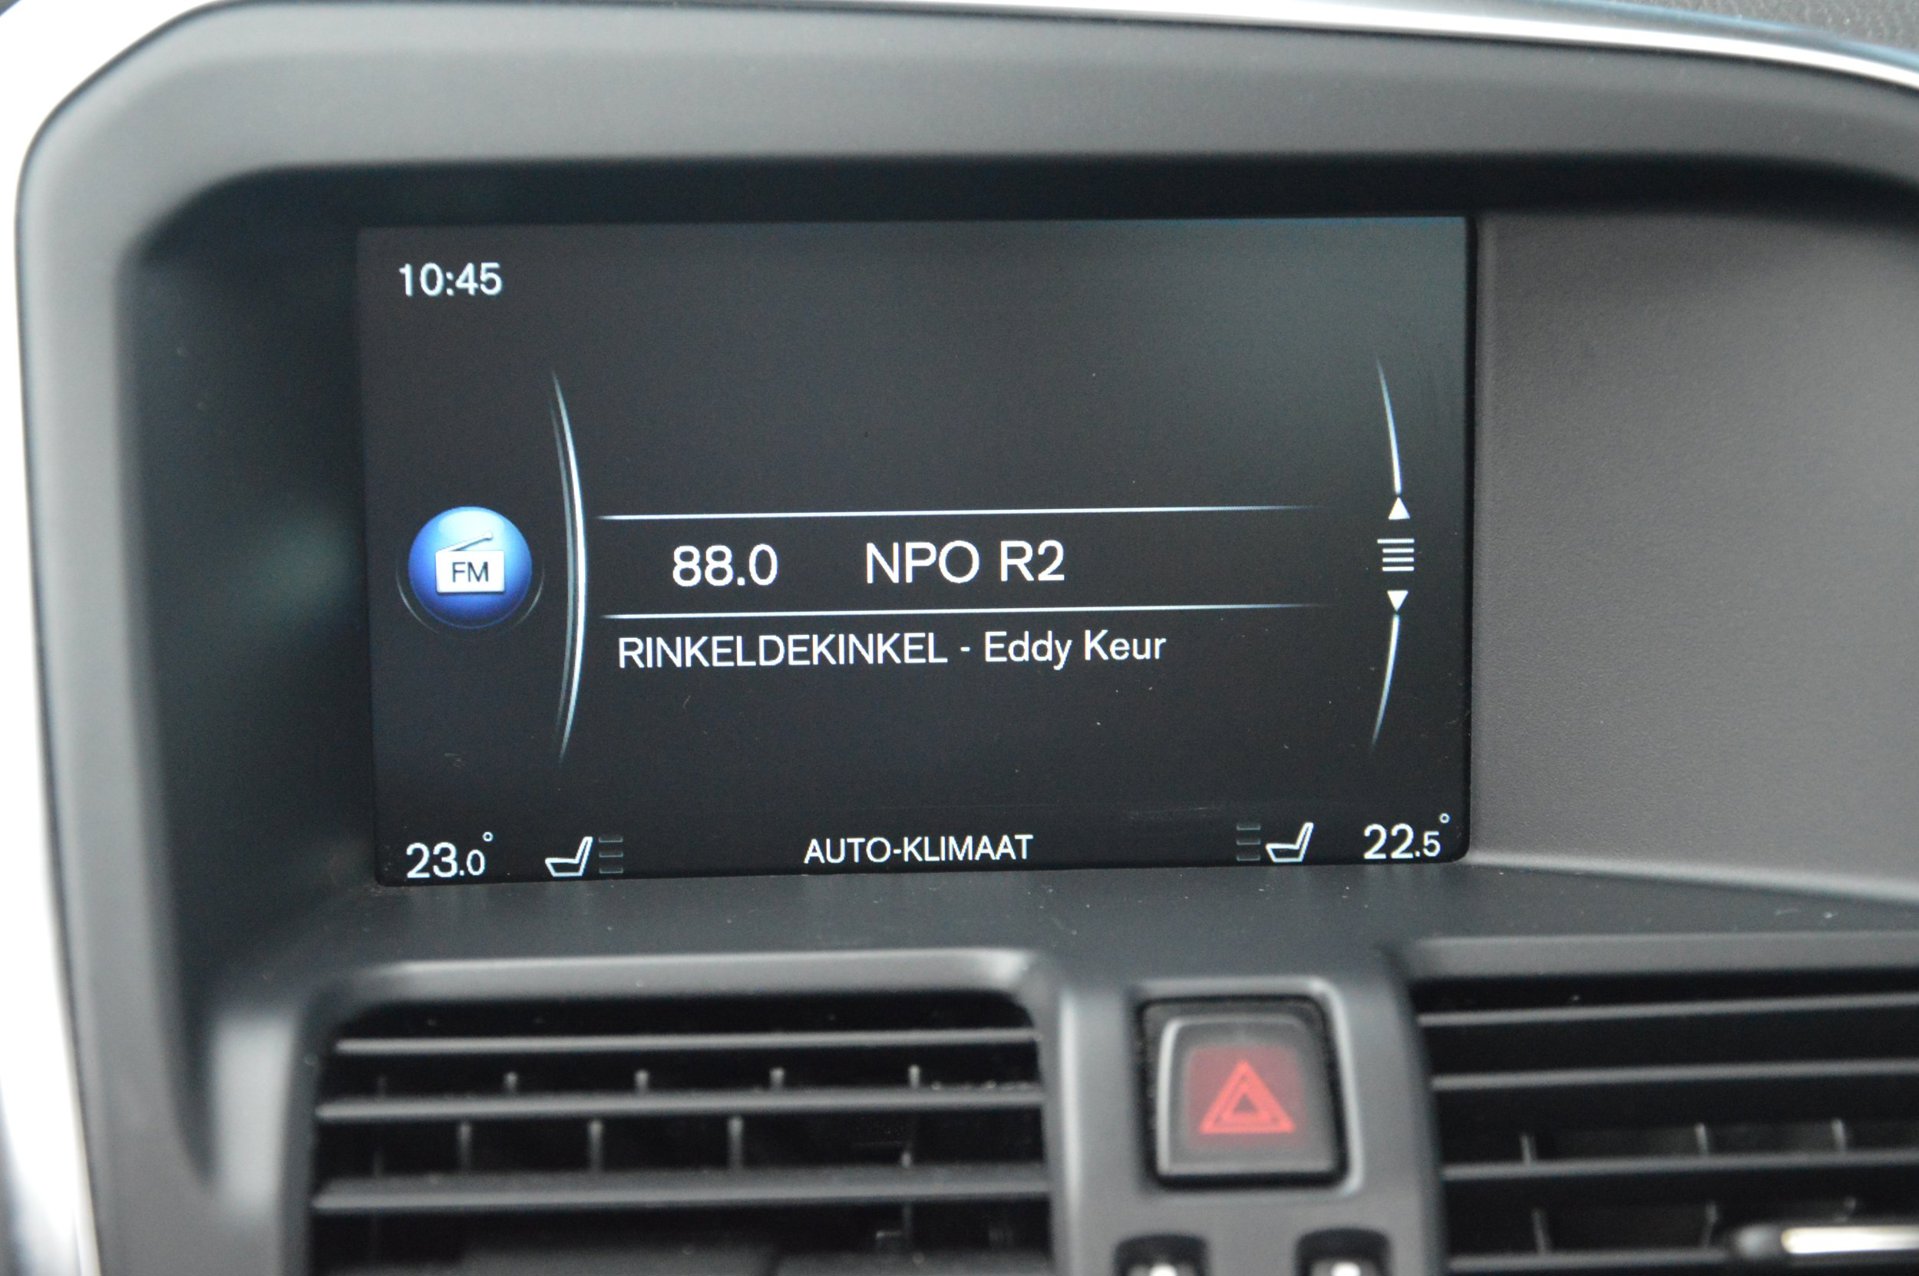 10:45
FM
88.0 NPO R2
RINKELDEKINKEL - Eddy Keur
23.0° AUTO-KLIMAAT 22.5°